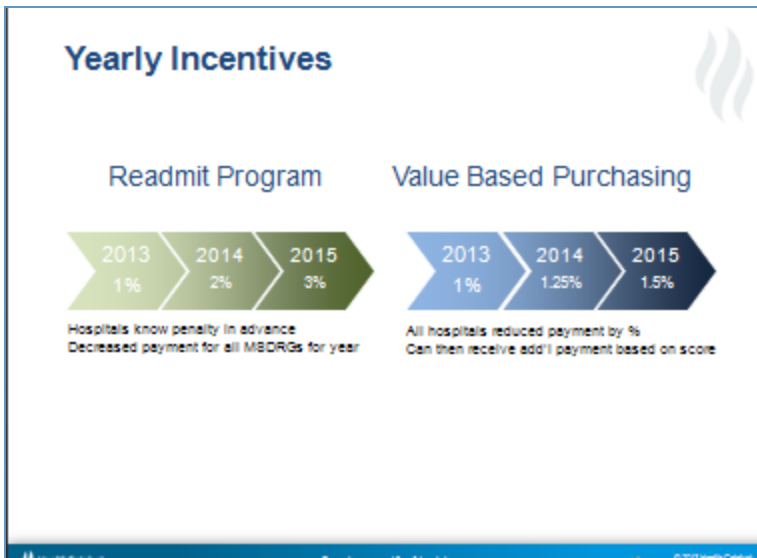 Yearly Incentives
Readmit Program
2013
1%
2014
2%
2015
3%
Hospitals know penalty in advance
Decreased payment for all MSDRGs for year
Value Based Purchasing
2013
1%
2014
1.25%
2015
1.5%
All hospitals reduced payment by %
Can then receive add'l payment based on score